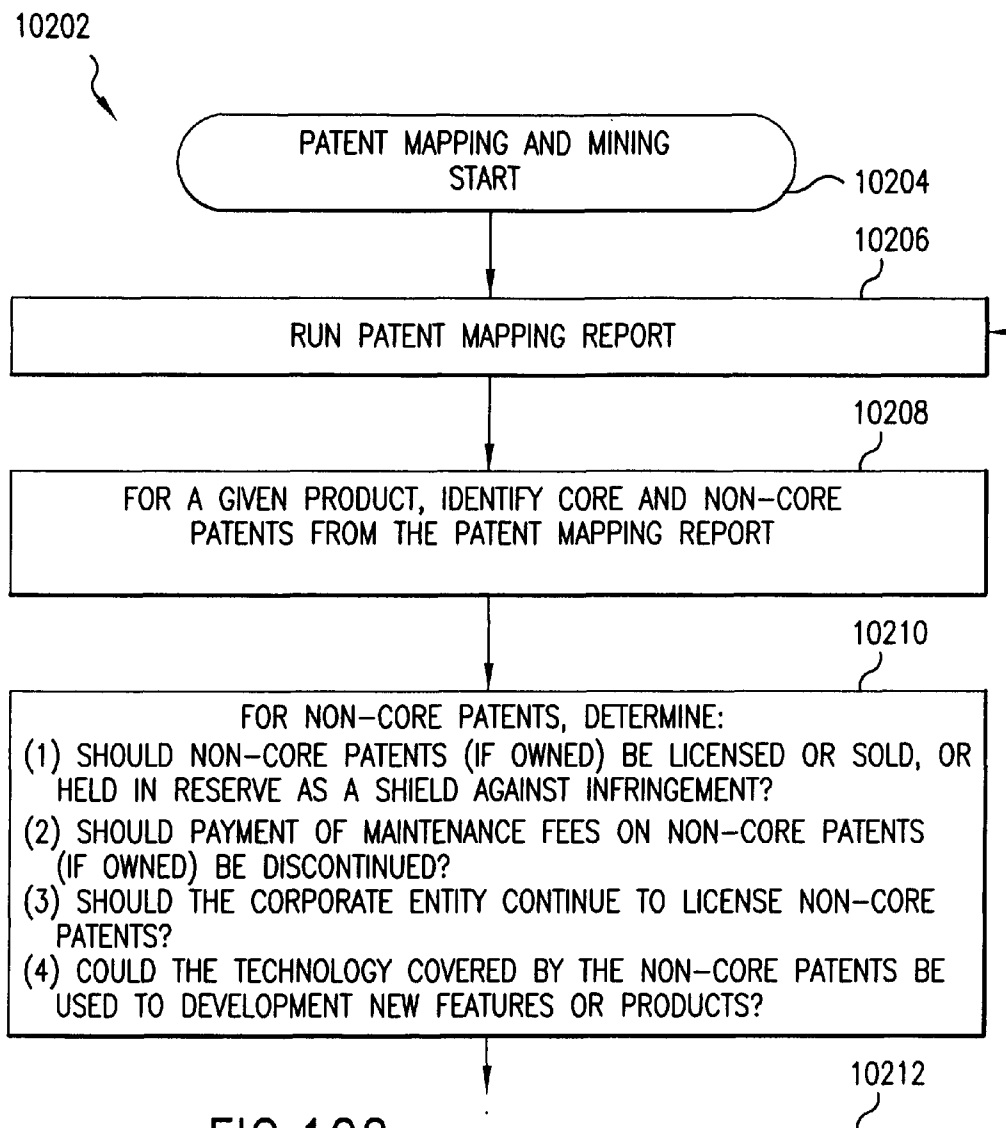 10202
PATENT MAPPING AND MINING
START
10204
10206
RUN PATENT MAPPING REPORT
10208
FOR A GIVEN PRODUCT, IDENTIFY CORE AND NON-CORE
PATENTS FROM THE PATENT MAPPING REPORT
10210
FOR NON-CORE PATENTS, DETERMINE:
(1) SHOULD NON-CORE PATENTS (IF OWNED) BE LICENSED OR SOLD, OR
HELD IN RESERVE AS A SHIELD AGAINST INFRINGEMENT?
(2) SHOULD PAYMENT OF MAINTENANCE FEES ON NON-CORE PATENTS
(IF OWNED) BE DISCONTINUED?
(3) SHOULD THE CORPORATE ENTITY CONTINUE TO LICENSE NON-CORE
PATENTS?
(4) COULD THE TECHNOLOGY COVERED BY THE NON-CORE PATENTS BE
USED TO DEVELOPMENT NEW FEATURES OR PRODUCTS?
10212